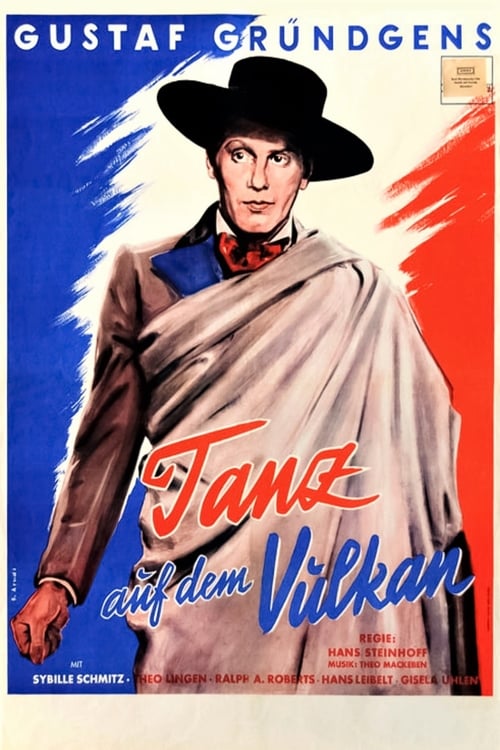 GUSTAF GRÜNDGENS
Tanz
auf dem Vulkan
REGIE:
HANS STEINHOFF
MUSIK: THEO MACKEBEN
MIT
SYBILLE SCHMITZ · THEO LINGEN · RALPH A. ROBERTS · HANS LEIBELT · GISELA UHLEN